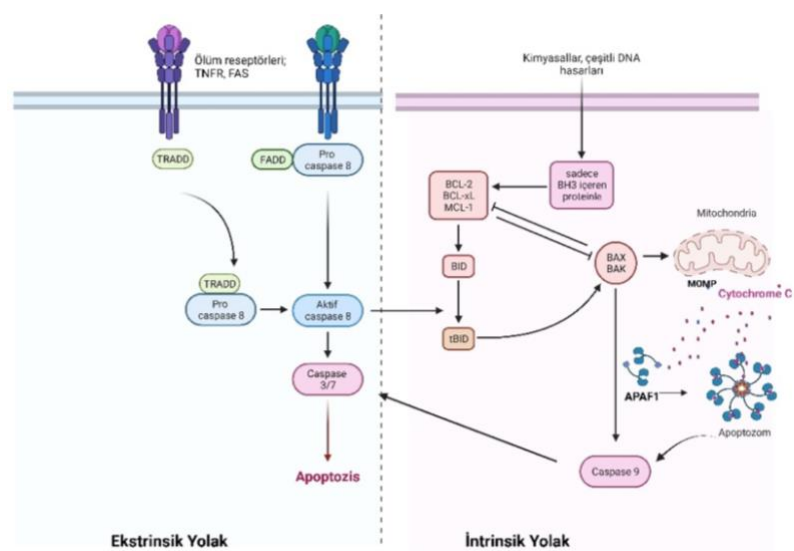 Ölüm reseptörleri;
TNFR, FAS
TRADD
FADD
Pro
caspase 8
TRADD
Pro
caspase 8
Aktif
caspase 8
Caspase
3/7
Apoptozis
Ekstrinsik Yolak
Kimyasallar, çeşitli DNA
hasarları
sadece
BH3 içeren
proteinle
BCL-2
BCL-xL
MCL-1
BID
tBID
BAX
BAK
Mitochondria
MOMP
Cytochrome C
APAF1
Apoptozom
Caspase 9
İntrinsik Yolak